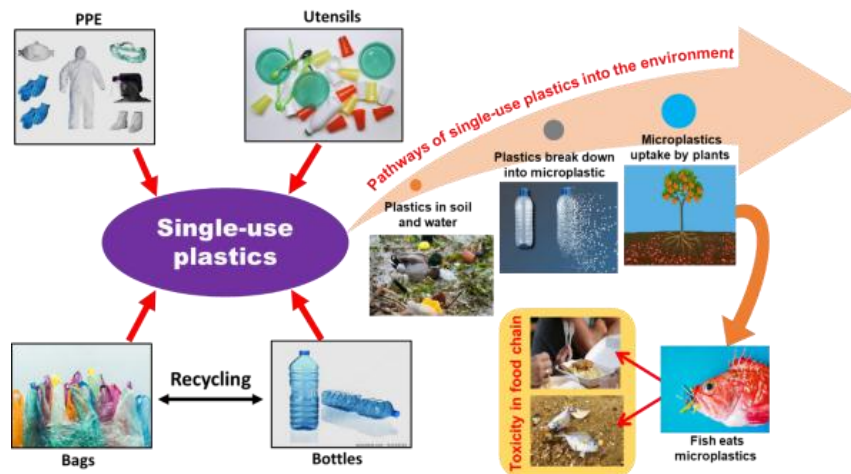 PPE
Utensils
Pathways of single-use plastics into the environment
Microplastics
uptake by plants
Plastics break down
into microplastic
Plastics in soil
and water
Single-use
plastics
Recycling
Bags
Bottles
Toxicity in food chain
Fish eats
microplastics